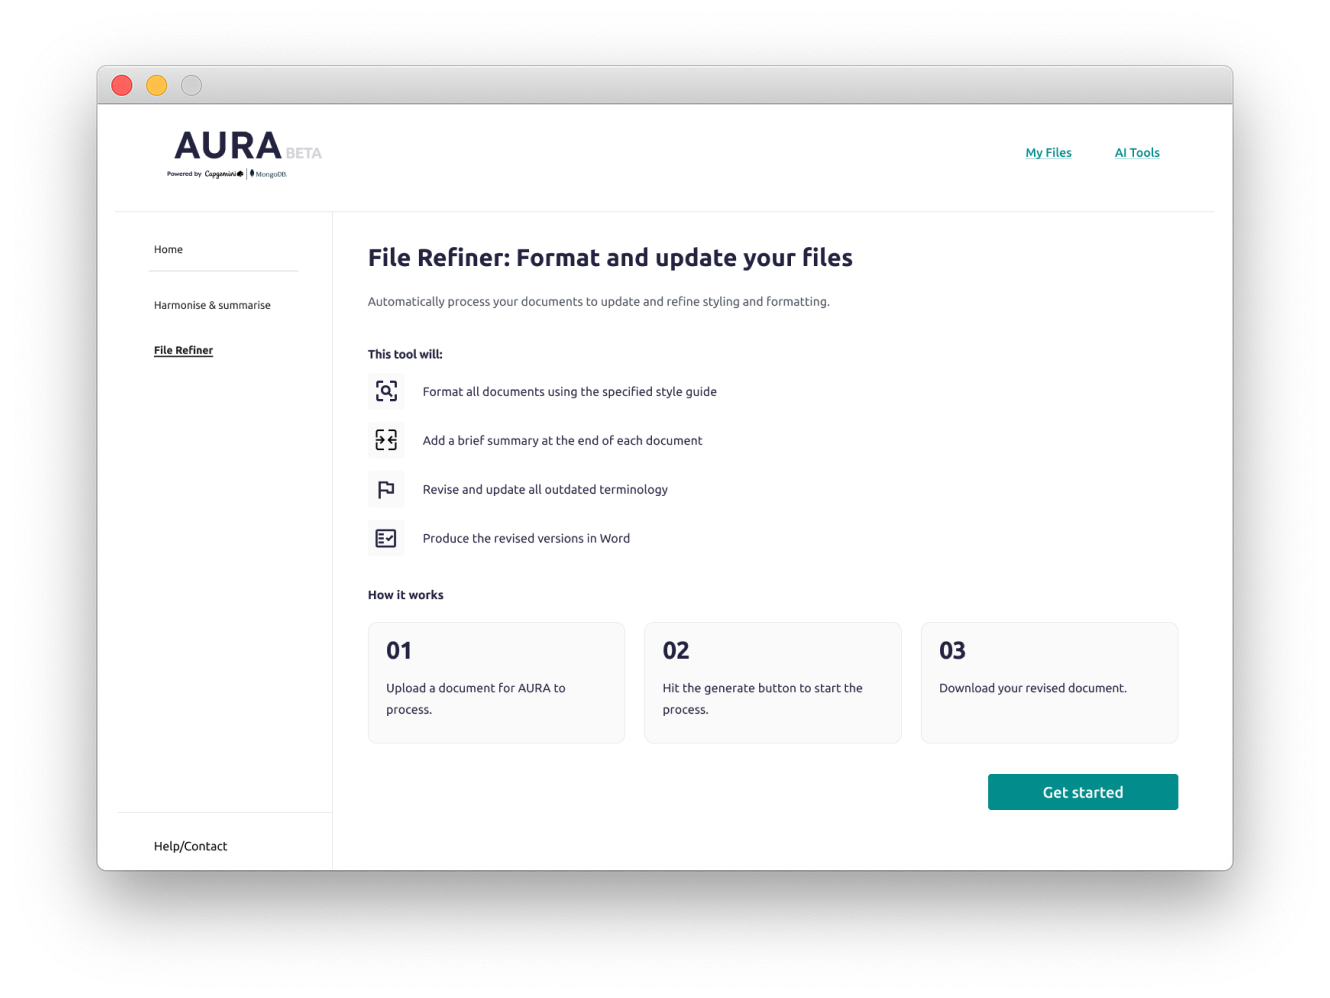 AURA BETA
Powered by Capgemini | MongoDB.
My Files
AI Tools
Home
Harmonise & summarise
File Refiner
Help/Contact
File Refiner: Format and update your files
Automatically process your documents to update and refine styling and formatting.
This tool will:
Format all documents using the specified style guide
Add a brief summary at the end of each document
Revise and update all outdated terminology
Produce the revised versions in Word
How it works
01
Upload a document for AURA to
process.
02
Hit the generate button to start the
process.
03
Download your revised document.
Get started